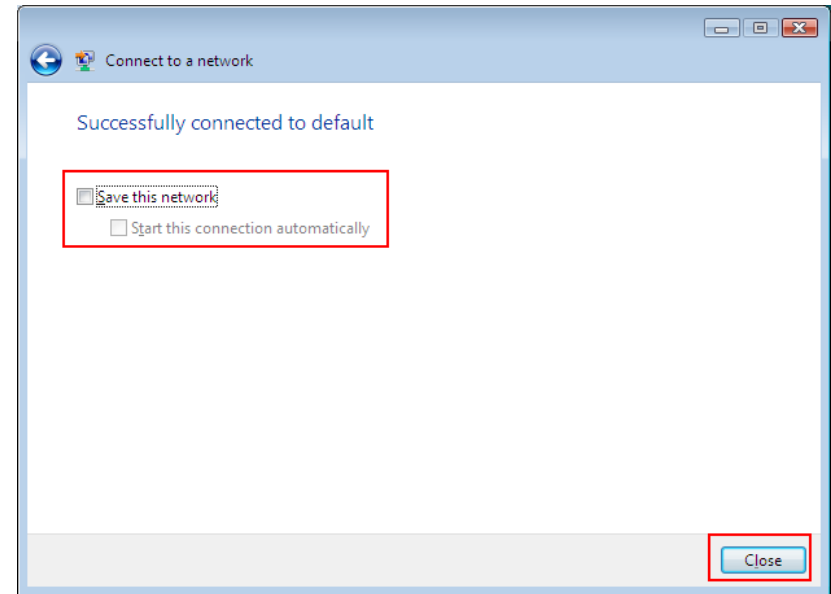 Connect to a network
Successfully connected to default
Save this network
Start this connection automatically
Close